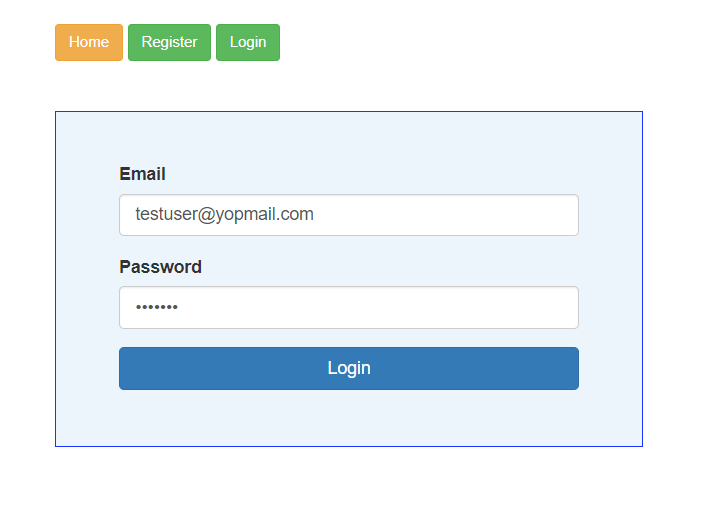 Home Register Login
Email
testuser@yopmail.com
Password
•••••••
Login